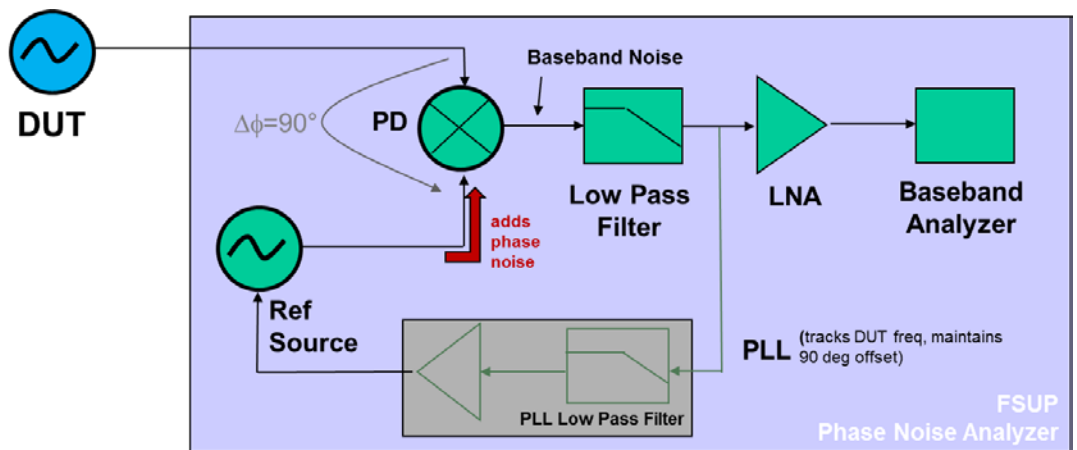 DUT
Δϕ=90°
PD
Baseband Noise
Low Pass
Filter
LNA
Baseband
Analyzer
adds
phase
noise
Ref
Source
PLL (tracks DUT freq, maintains
90 deg offset)
PLL Low Pass Filter
FSUP
Phase Noise Analyzer